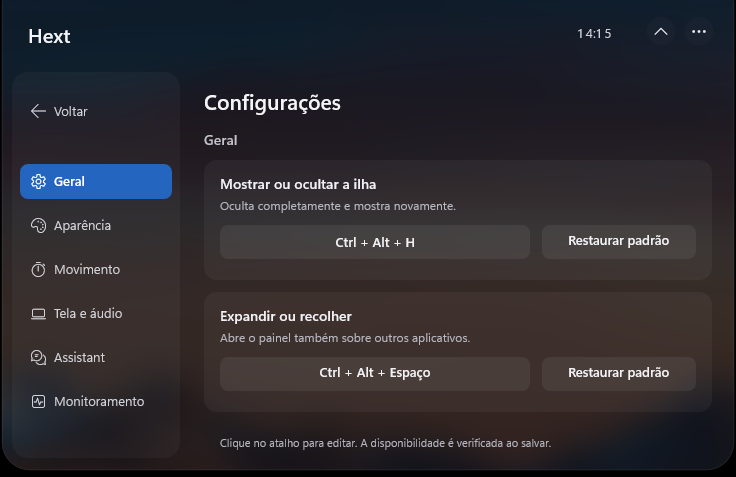 Hext
14:15
Voltar
Geral
Aparência
Movimento
Tela e áudio
Assistant
Monitoramento
Configurações
Geral
Mostrar ou ocultar a ilha
Oculta completamente e mostra novamente.
Ctrl + Alt + H
Restaurar padrão
Expandir ou recolher
Abre o painel também sobre outros aplicativos.
Ctrl + Alt + Espaço
Restaurar padrão
Clique no atalho para editar. A disponibilidade é verificada ao salvar.